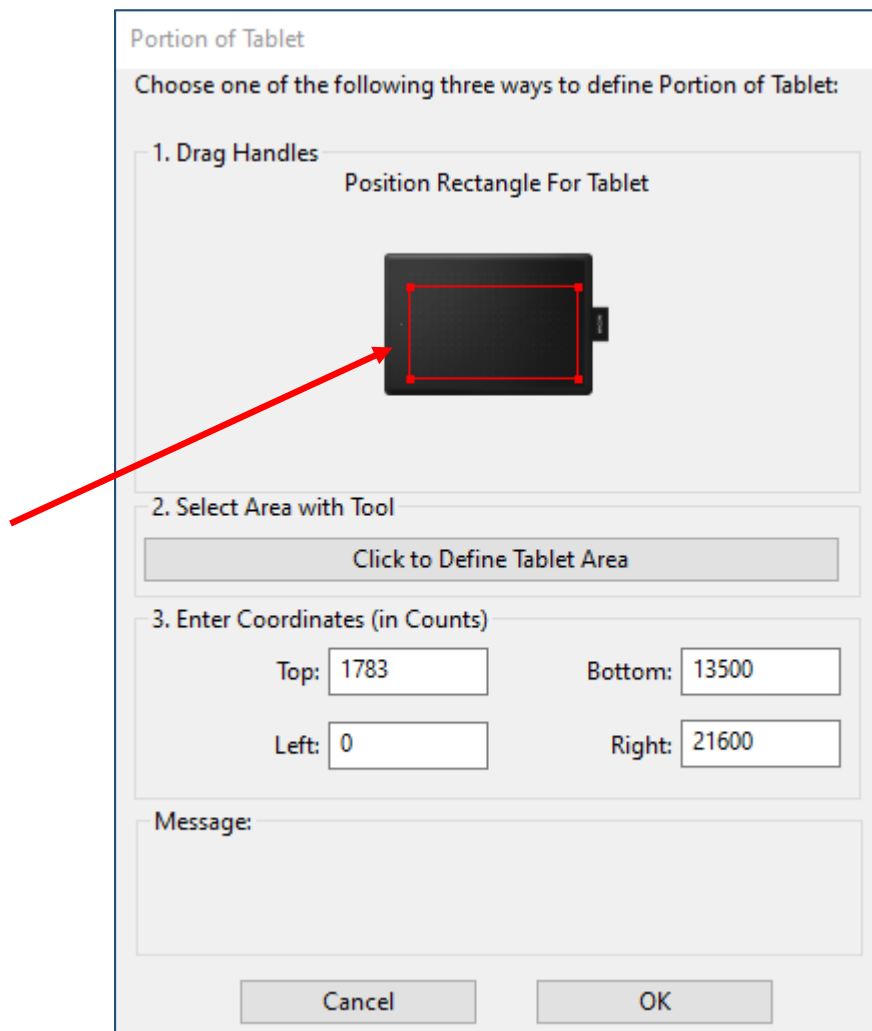 Portion of Tablet
Choose one of the following three ways to define Portion of Tablet:
1. Drag Handles
Position Rectangle For Tablet
2. Select Area with Tool
Click to Define Tablet Area
3. Enter Coordinates (in Counts)
Top: 1783 Bottom: 13500
Left: 0 Right: 21600
Message:
Cancel OK